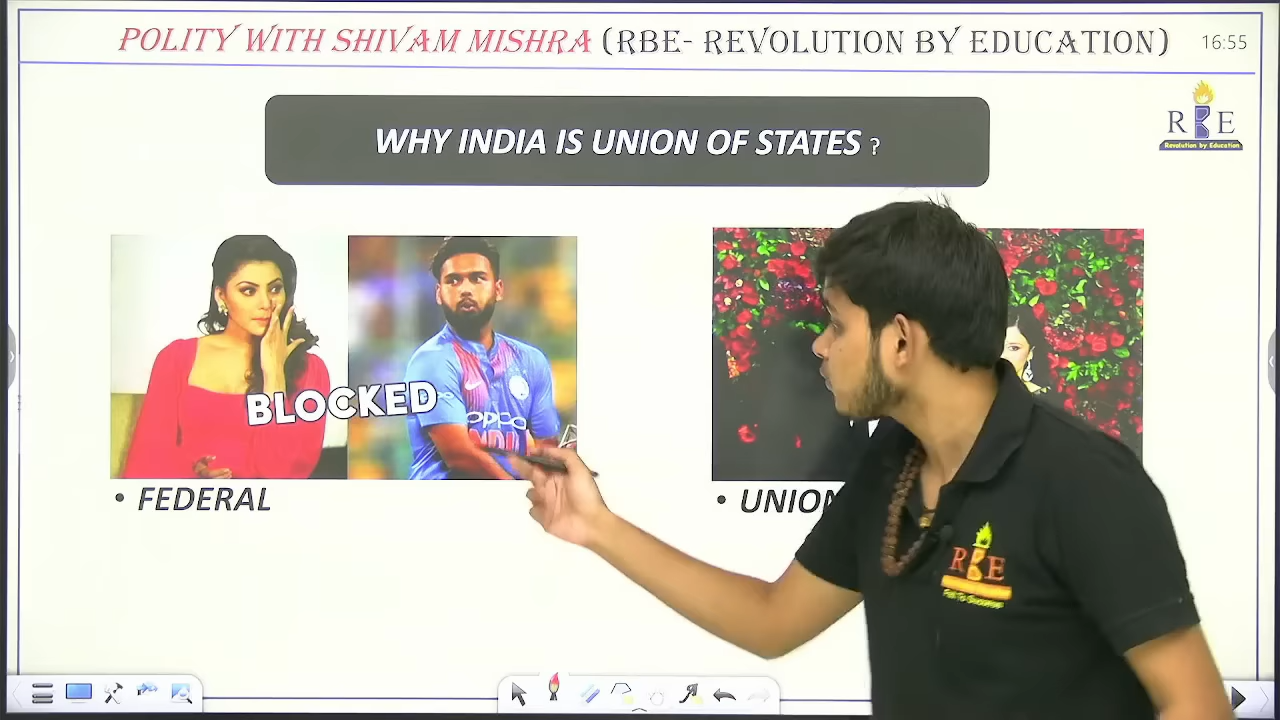 POLITY WITH SHIVAM MISHRA (RBE- REVOLUTION BY EDUCATION)
16:55
RBE
Revolution by Education
WHY INDIA IS UNION OF STATES ?
BLOCKED
oppo
• FEDERAL
• UNION
RBE